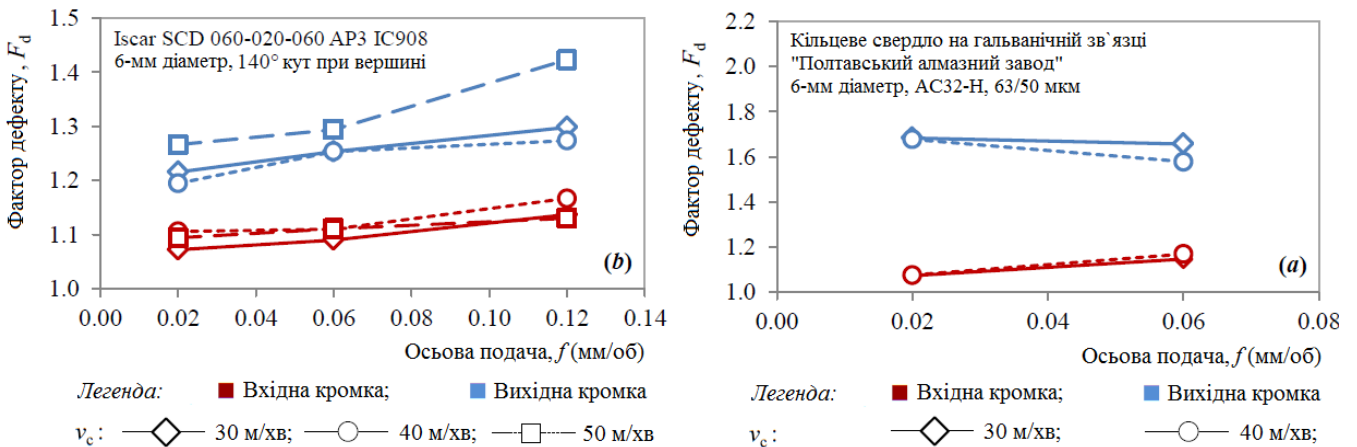 Iscar SCD 060-020-060 AP3 IC908
6-мм діаметр, 140° кут при вершині
Фактор дефекту, Fd
1.5
1.4
1.3
1.2
1.1
1.0
(b)
0.00 0.02 0.04 0.06 0.08 0.10 0.12 0.14
Осьова подача, f (мм/об)
Легенда: Вхідна кромка; Вихідна кромка
vc : 30 м/хв; 40 м/хв; 50 м/хв
Кільцеве свердло на гальванічній зв`язці
"Полтавський алмазний завод"
6-мм діаметр, АС32-Н, 63/50 мкм
Фактор дефекту, Fd
2.2
2.0
1.8
1.6
1.4
1.2
1.0
(a)
0.00 0.02 0.04 0.06 0.08
Осьова подача, f (мм/об)
Легенда: Вхідна кромка; Вихідна кромка
vc : 30 м/хв; 40 м/хв;